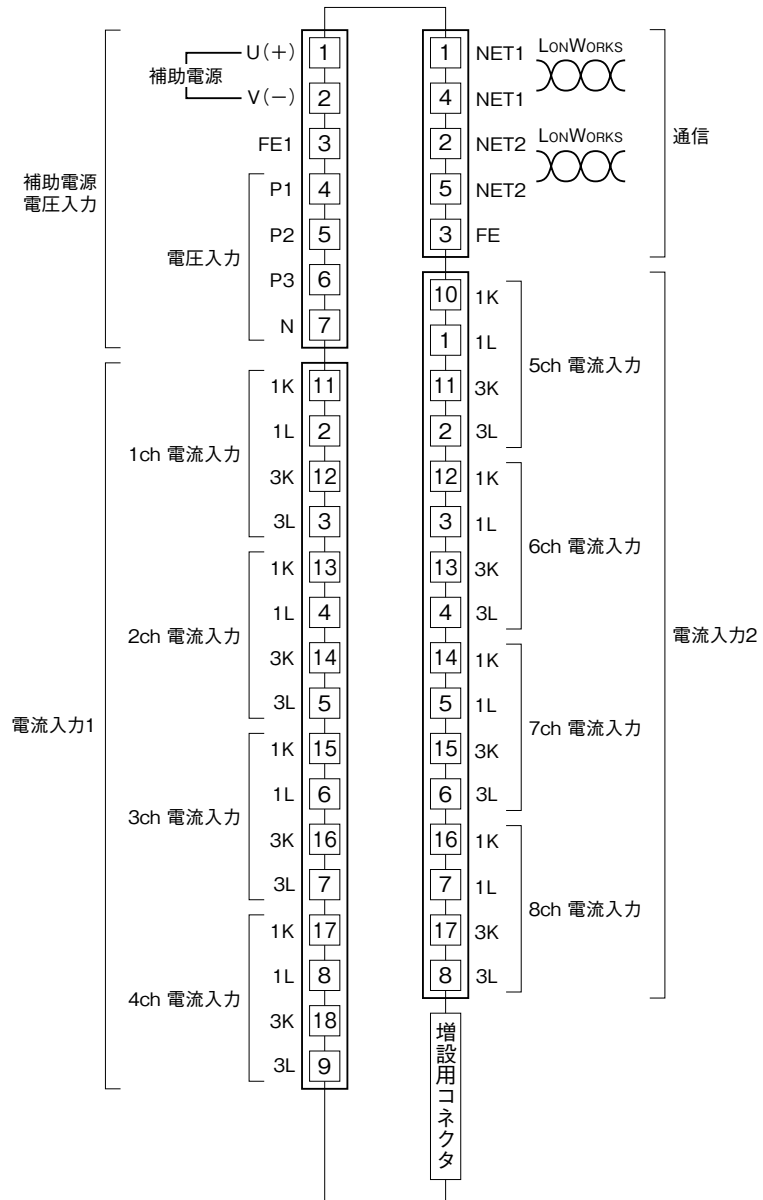 補助電源
電圧入力
補助電源
U(+) 1
V(−) 2
FE1 3
電圧入力
P1 4
P2 5
P3 6
N 7
電流入力1
1ch 電流入力
1K 11
1L 2
3K 12
3L 3
2ch 電流入力
1K 13
1L 4
3K 14
3L 5
3ch 電流入力
1K 15
1L 6
3K 16
3L 7
4ch 電流入力
1K 17
1L 8
3K 18
3L 9
1 NET1 LONWORKS
4 NET1
2 NET2 LONWORKS
5 NET2
3 FE
通信
10 1K
1 1L
11 3K
2 3L
5ch 電流入力
12 1K
3 1L
13 3K
4 3L
6ch 電流入力
14 1K
5 1L
15 3K
6 3L
7ch 電流入力
16 1K
7 1L
17 3K
8 3L
8ch 電流入力
電流入力2
増設用コネクタ